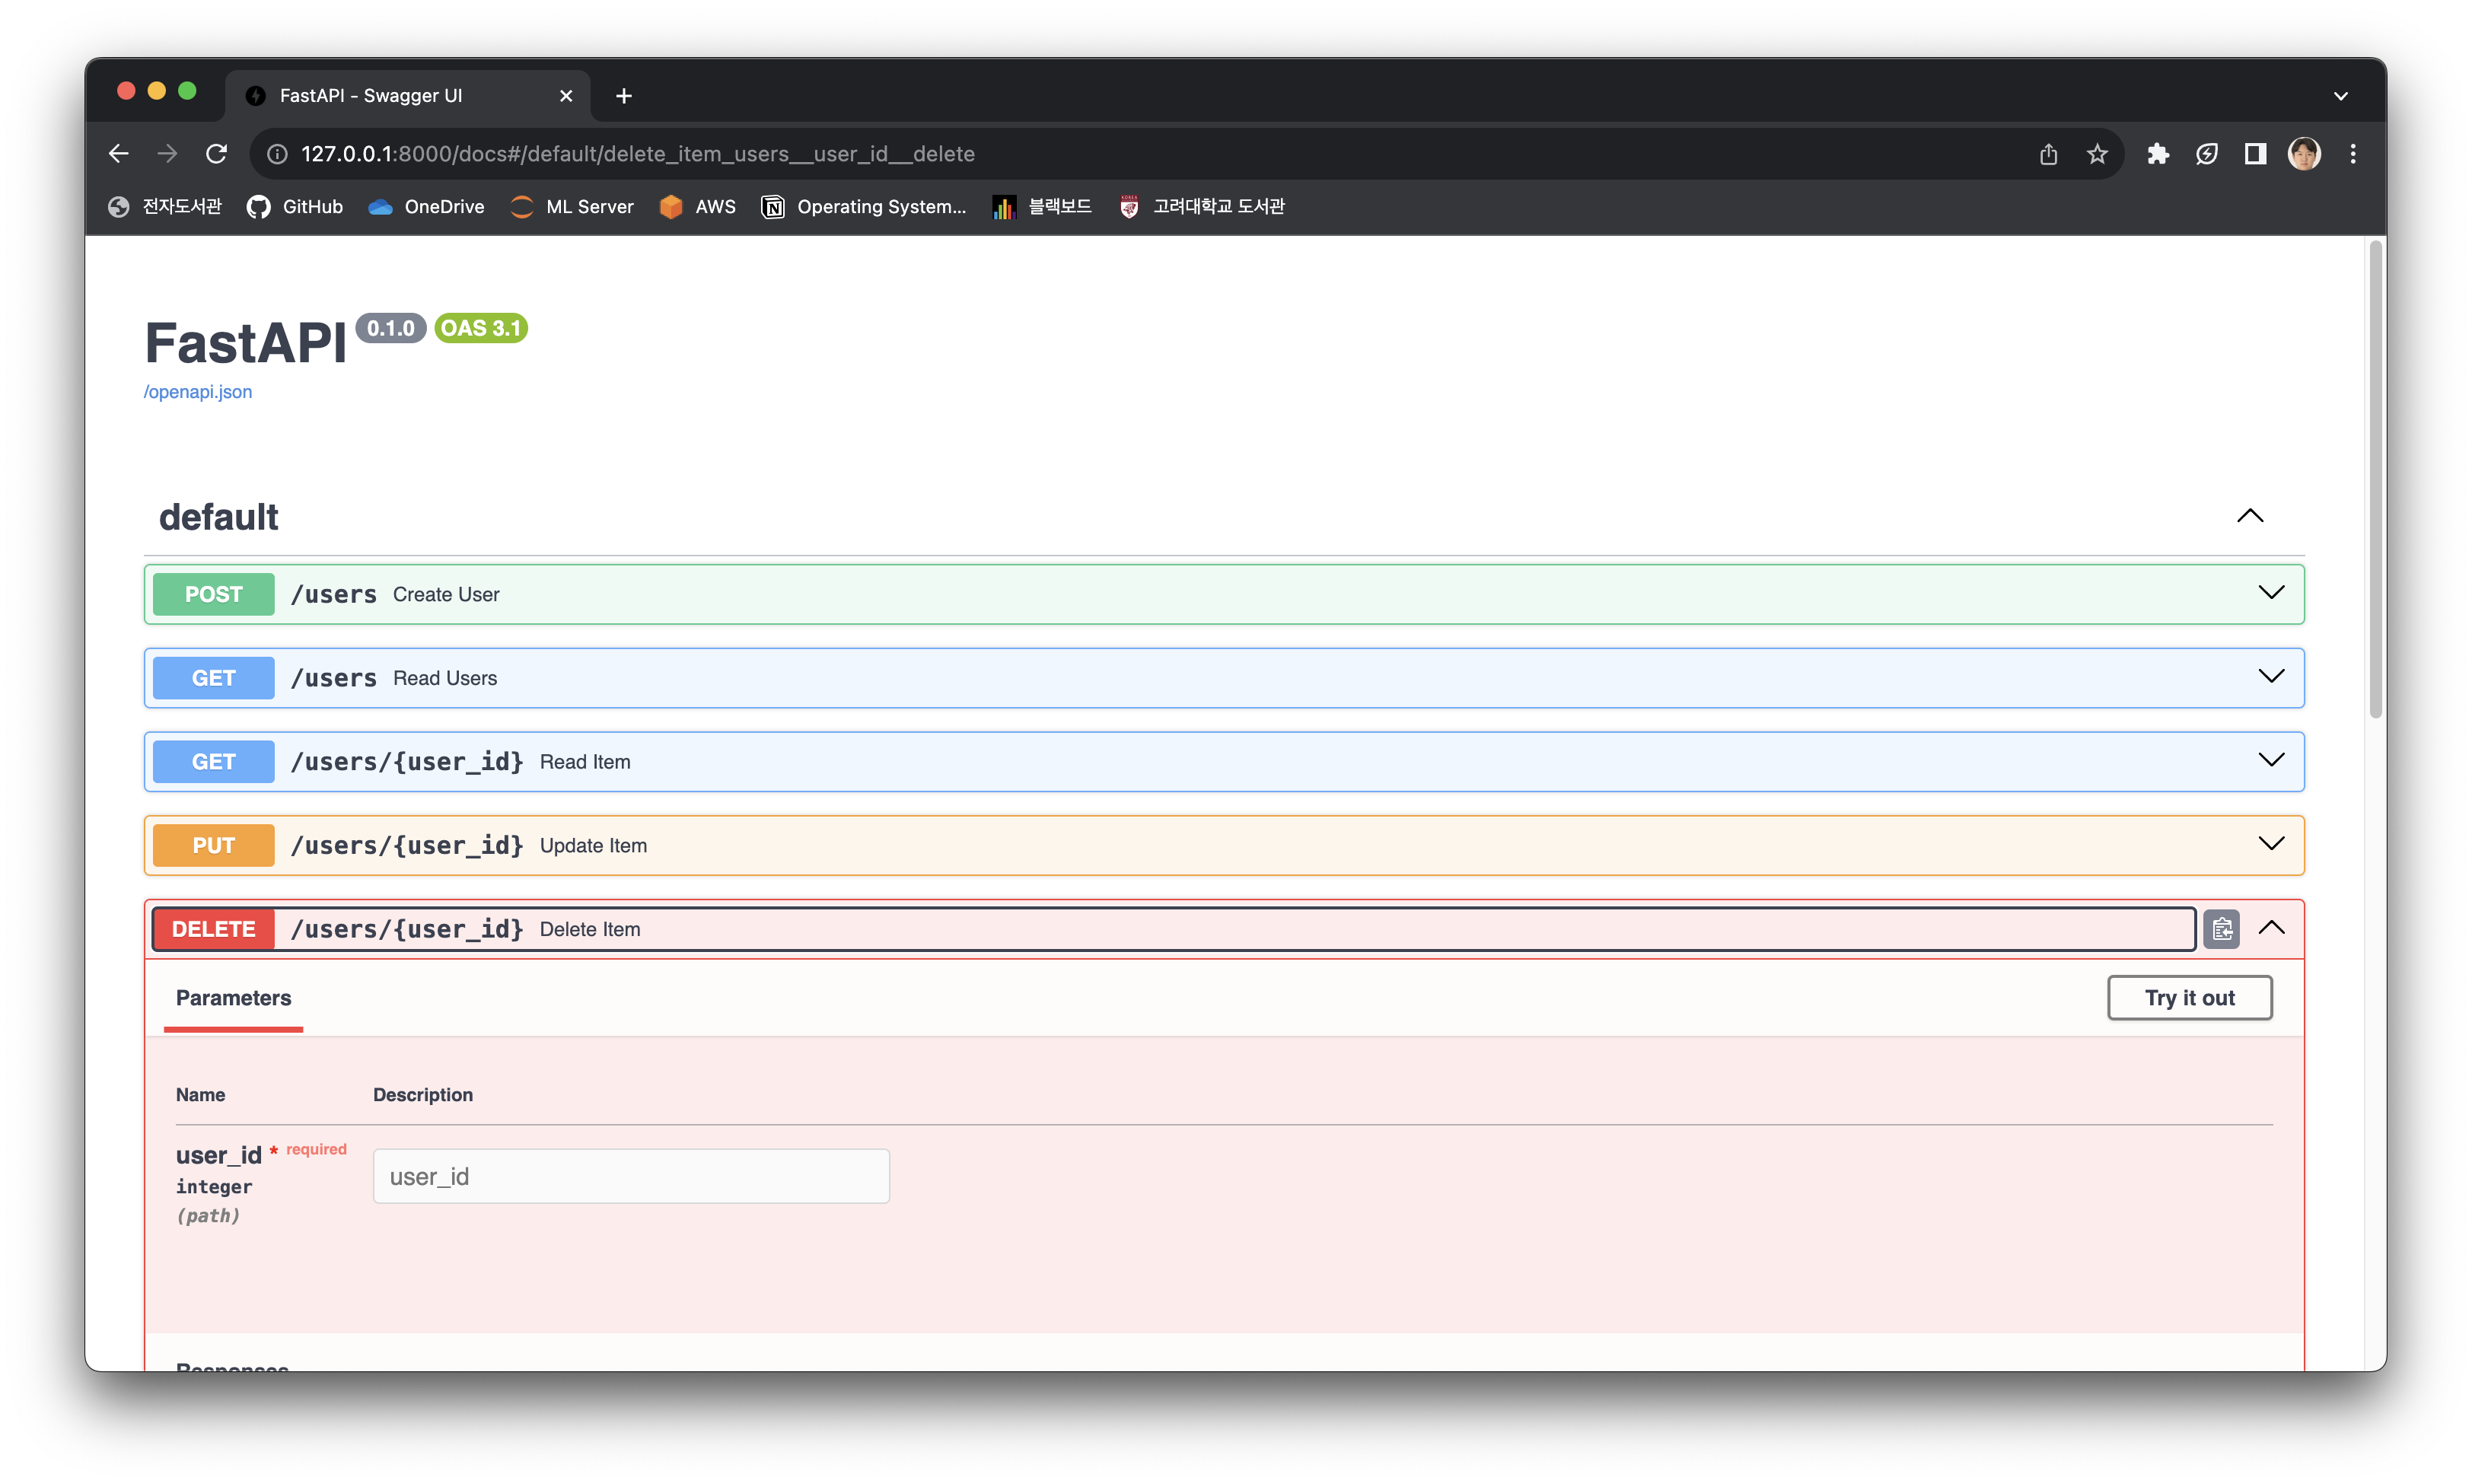 FastAPI - Swagger UI
127.0.0.1:8000/docs#/default/delete_item_users__user_id__delete
전자도서관 GitHub OneDrive ML Server AWS Operating System... 블랙보드 고려대학교 도서관
FastAPI 0.1.0 OAS 3.1
/openapi.json
default
POST /users Create User
GET /users Read Users
GET /users/{user_id} Read Item
PUT /users/{user_id} Update Item
DELETE /users/{user_id} Delete Item
Parameters Try it out
Name Description
user_id * required
user_id
integer
(path)
Responses